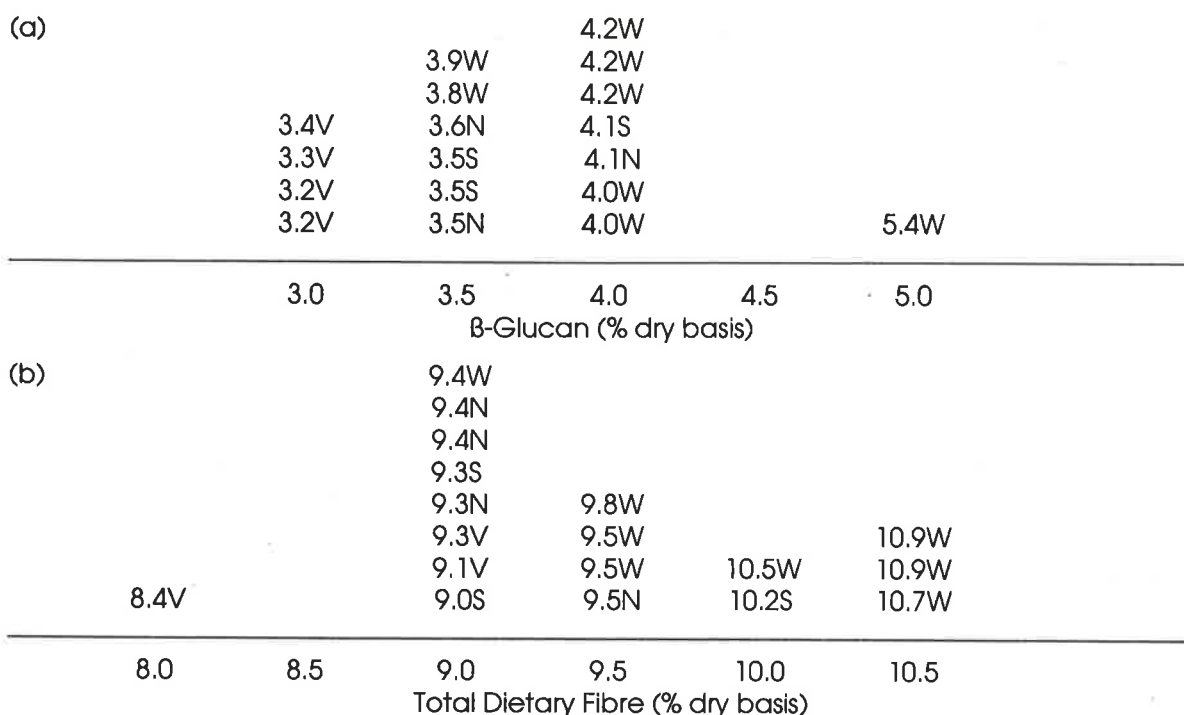 (a) 4.2W
3.9W 4.2W
3.8W 4.2W
3.4V 3.6N 4.1S
3.3V 3.5S 4.1N
3.2V 3.5S 4.0W
3.2V 3.5N 4.0W 5.4W
3.0 3.5 4.0 4.5 5.0
β-Glucan (% dry basis)
(b) 9.4W
9.4N
9.4N
9.3S
9.3N 9.8W
9.3V 9.5W 10.9W
9.1V 9.5W 10.5W 10.9W
8.4V 9.0S 9.5N 10.2S 10.7W
8.0 8.5 9.0 9.5 10.0 10.5
Total Dietary Fibre (% dry basis)